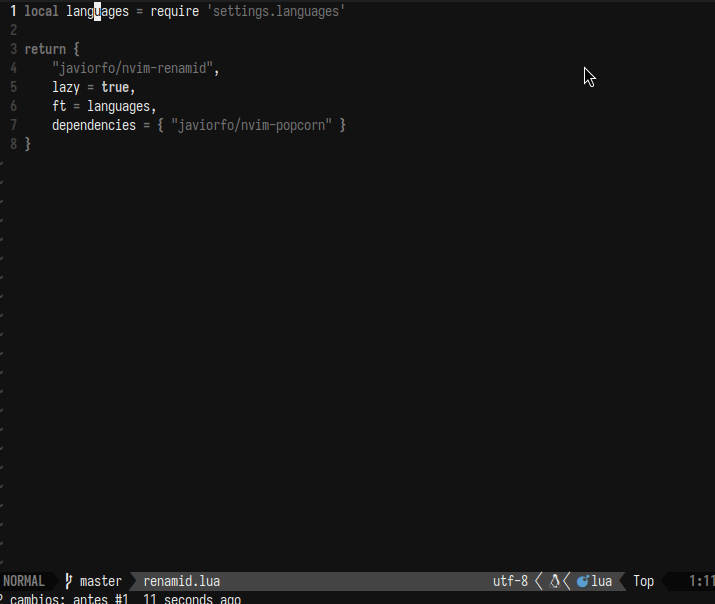 1 local languages = require 'settings.languages'
2
3 return {
4 "javiorfo/nvim-renamid",
5 lazy = true,
6 ft = languages,
7 dependencies = { "javiorfo/nvim-popcorn" }
8 }
NORMAL master renamid.lua utf-8 lua Top 1:11
cambios; antes #1 11 seconds ago